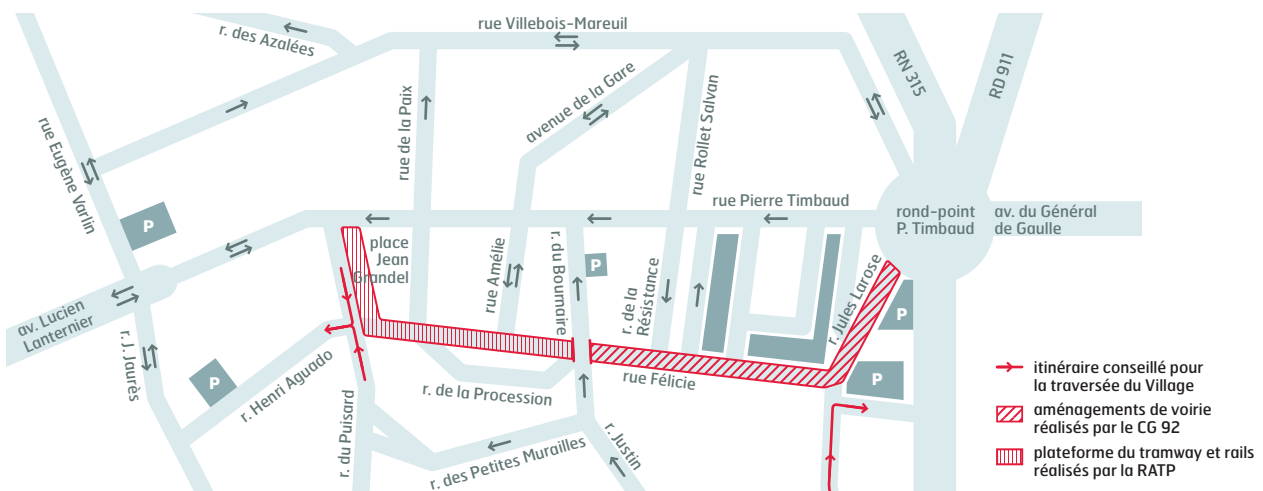 rue Villebois-Mareuil
r. des Azalées
RN 315
RD 911
avenue de la Gare
rue de la Paix
rue Rollet Salvan
rue Eugène Varlin
P
rue Pierre Timbaud
rond-point
P. Timbaud
av. du Général
de Gaulle
place
Jean
Grandel
rue Amélie
r. du Bournaire
P
r. de la
Résistance
r. Jules Larose
P
av. Lucien
Lanternier
r. J. Jaurès
P
r. Henri Aguado
r. du Puisard
r. de la Procession
rue Félicie
P
r. des Petites Murailles
r. Justin
itinéraire conseillé pour
la traversée du Village
aménagements de voirie
réalisés par le CG 92
plateforme du tramway et rails
réalisés par la RATP